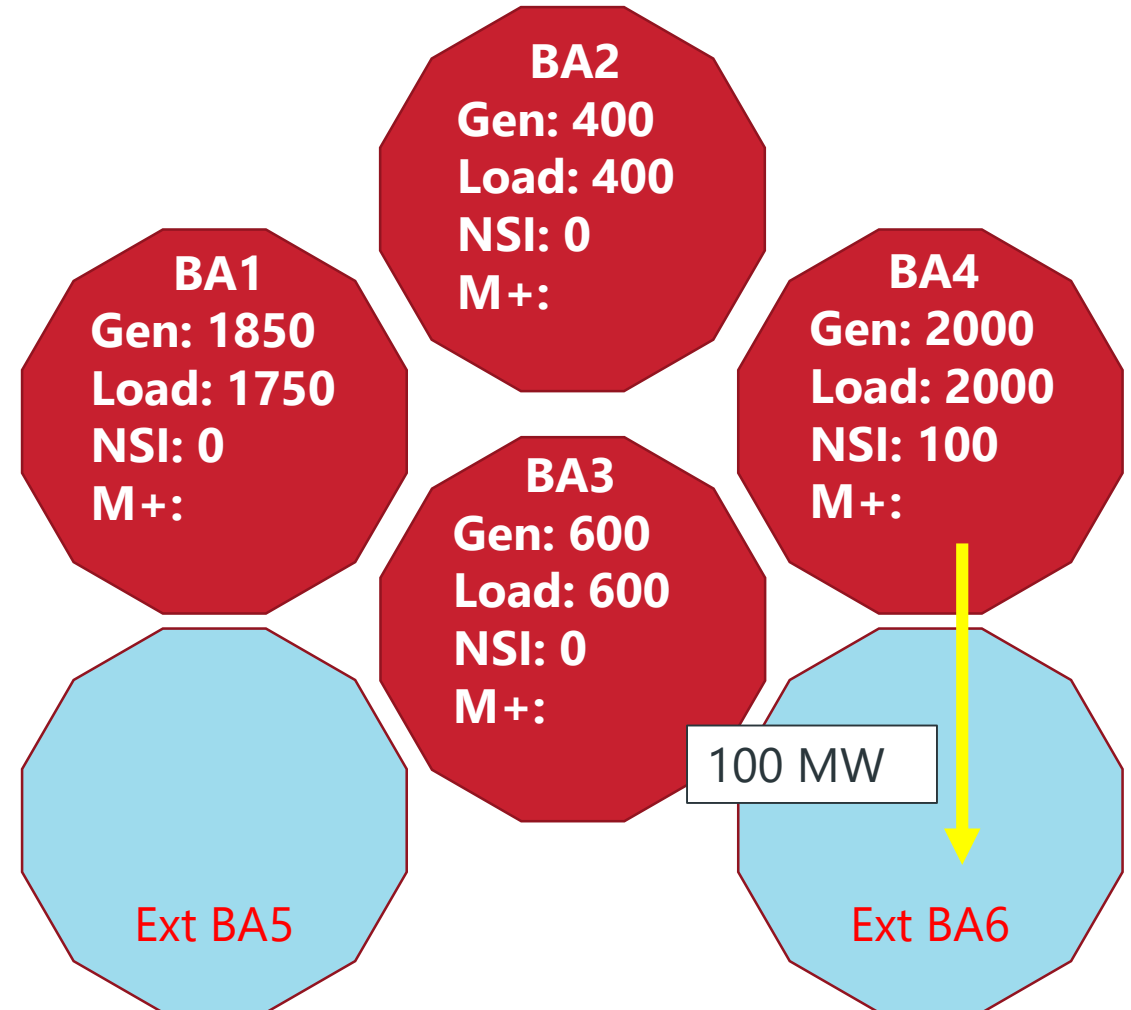 BA2
Gen: 400
Load: 400
NSI: 0
M+:
BA1
Gen: 1850
Load: 1750
NSI: 0
M+:
BA4
Gen: 2000
Load: 2000
NSI: 100
M+:
BA3
Gen: 600
Load: 600
NSI: 0
M+:
100 MW
Ext BA5
Ext BA6